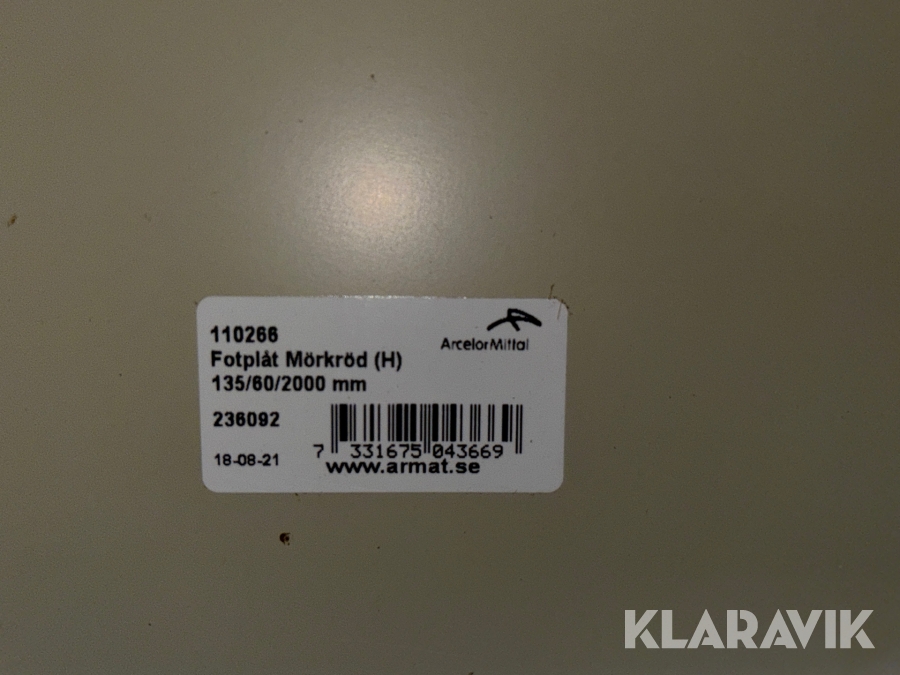 110266
Fotplåt Mörkröd (H)
135/60/2000 mm
ArcelorMittal
236092
18-08-21
7 331675 043669
www.armat.se
KLARAVIK